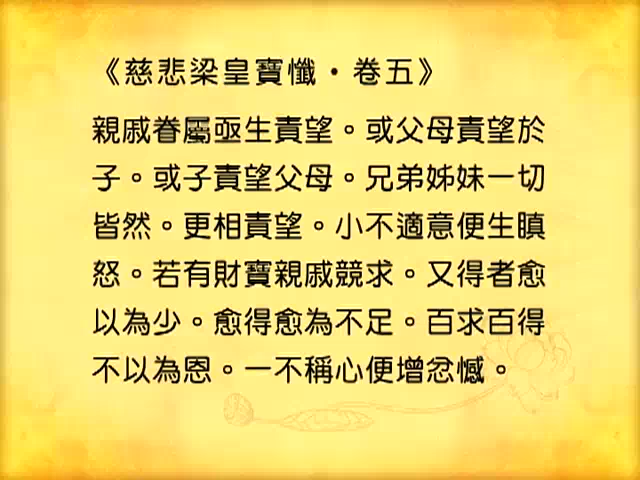 《慈悲梁皇寶懺·卷五》
親戚眷屬亟生責望。或父母責望於
子。或子責望父母。兄弟姊妹一切
皆然。更相責望。小不適意便生瞋
怒。若有財寶親戚競求。又得者愈
以為少。愈得愈為不足。百求百得
不以為恩。一不稱心便增忿憾。